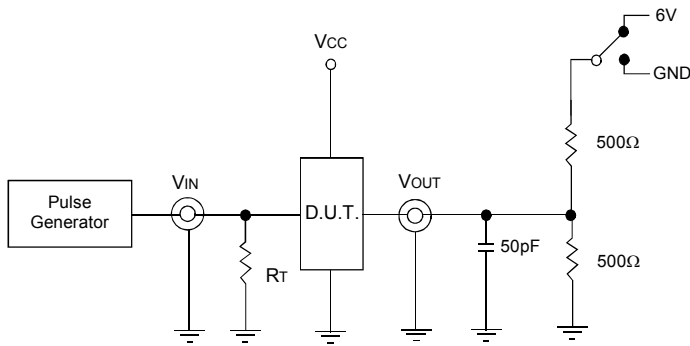 6V
GND
VCC
500Ω
Pulse
Generator
VIN
D.U.T.
VOUT
RT
50pF
500Ω